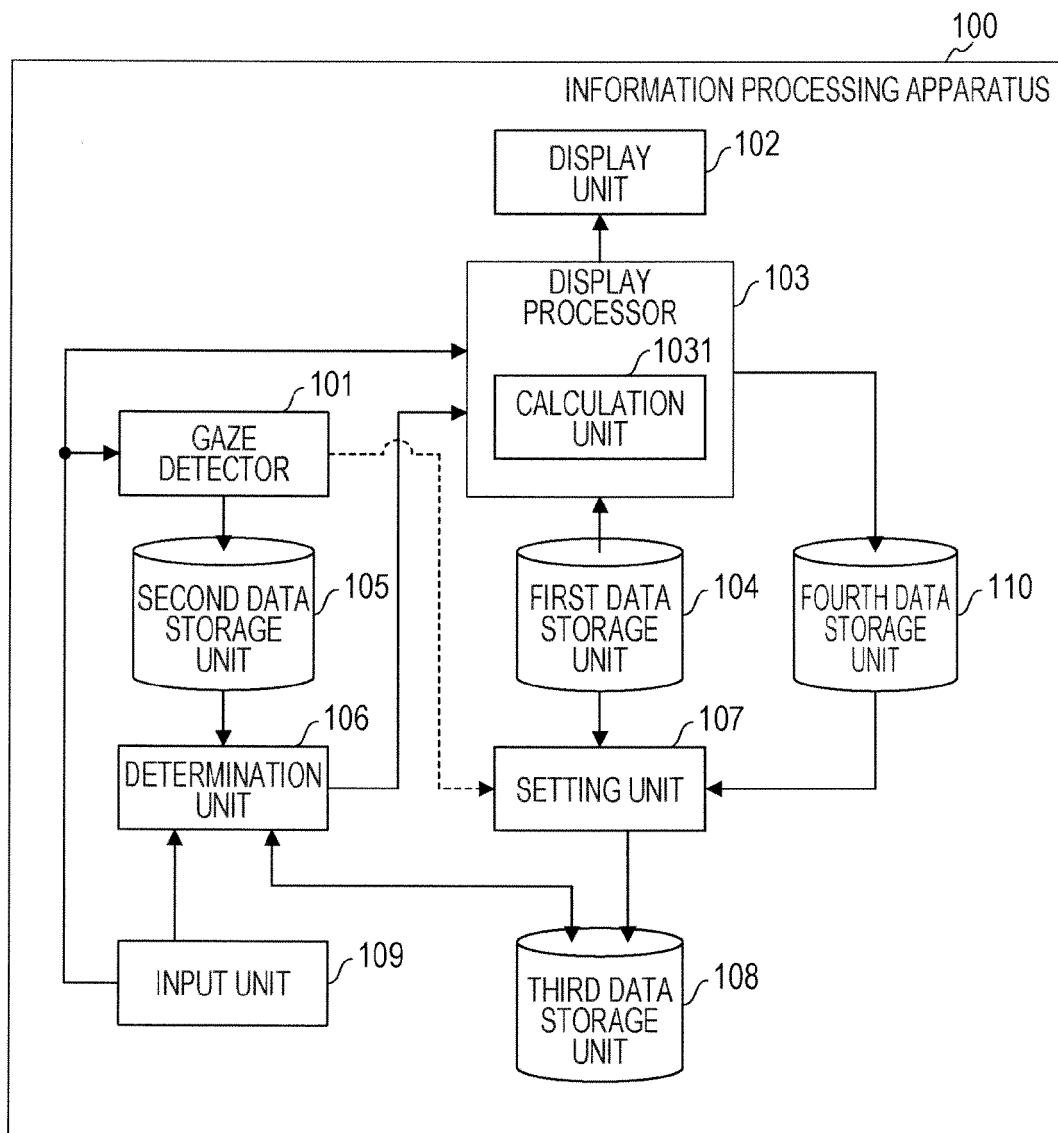 100
INFORMATION PROCESSING APPARATUS
DISPLAY
UNIT
102
DISPLAY
PROCESSOR
103
1031
CALCULATION
UNIT
101
GAZE
DETECTOR
SECOND DATA
STORAGE
UNIT
105
FIRST DATA
STORAGE
UNIT
104
FOURTH DATA
STORAGE
UNIT
110
106
DETERMINATION
UNIT
107
SETTING UNIT
INPUT UNIT
109
THIRD DATA
STORAGE
UNIT
108